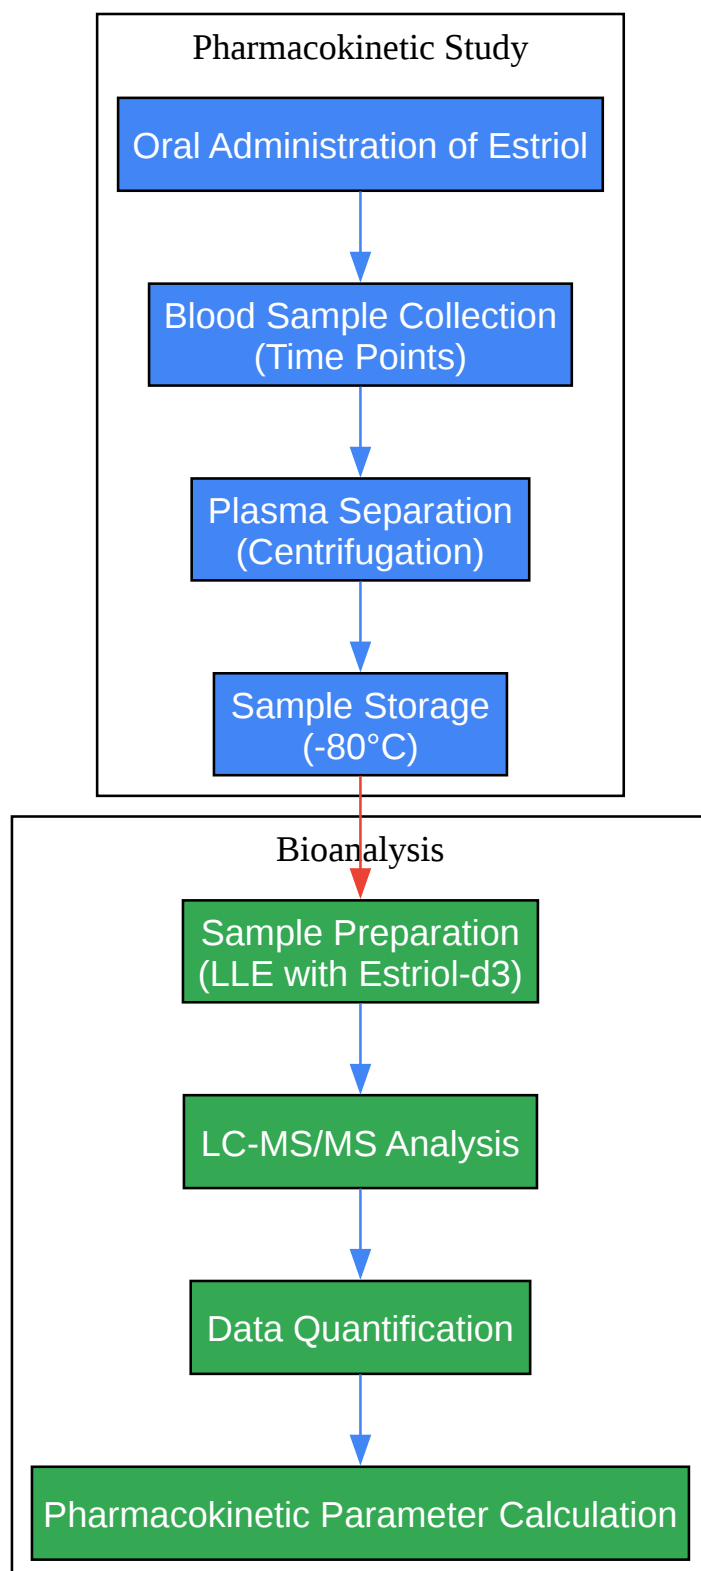 Pharmacokinetic Study
Oral Administration of Estriol
Blood Sample Collection
(Time Points)
Plasma Separation
(Centrifugation)
Sample Storage
(-80°C)
Bioanalysis
Sample Preparation
(LLE with Estriol-d3)
LC-MS/MS Analysis
Data Quantification
Pharmacokinetic Parameter Calculation